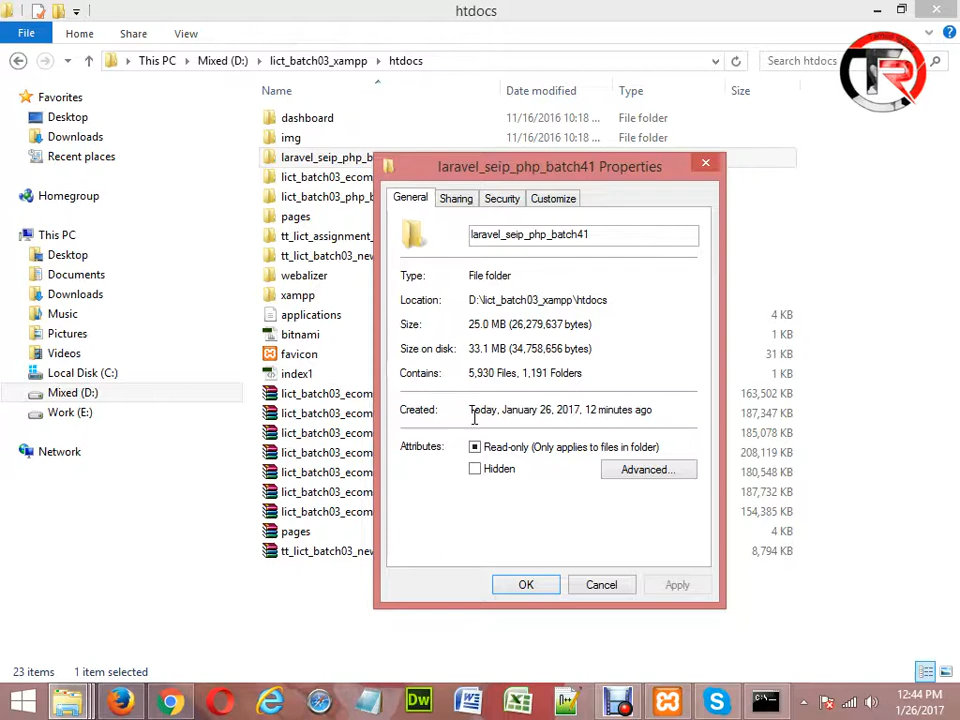 htdocs
File
Home
Share
View
This PC
Mixed (D:)
lict_batch03_xampp
htdocs
Search htdocs
TR
Name
Date modified
Type
Size
Favorites
Desktop
Downloads
Recent places
Homegroup
This PC
Desktop
Documents
Downloads
Music
Pictures
Videos
Local Disk (C:)
Mixed (D:)
Work (E:)
Network
dashboard 11/16/2016 10:18 ... File folder
img 11/16/2016 10:18 ... File folder
laravel_seip_php_b
lict_batch03_ecom
lict_batch03_php_b
pages
tt_lict_assignment_
tt_lict_batch03_new
webalizer
xampp
applications 4 KB
bitnami 1 KB
favicon 31 KB
index1 1 KB
lict_batch03_ecom 163,502 KB
lict_batch03_ecom 187,347 KB
lict_batch03_ecom 185,078 KB
lict_batch03_ecom 208,119 KB
lict_batch03_ecom 180,548 KB
lict_batch03_ecom 187,732 KB
lict_batch03_ecom 154,385 KB
pages 4 KB
tt_lict_batch03_new 8,794 KB
laravel_seip_php_batch41 Properties
General
Sharing
Security
Customize
laravel_seip_php_batch41
Type: File folder
Location: D:\lict_batch03_xampp\htdocs
Size: 25.0 MB (26,279,637 bytes)
Size on disk: 33.1 MB (34,758,656 bytes)
Contains: 5,930 Files, 1,191 Folders
Created: Today, January 26, 2017, 12 minutes ago
Attributes: Read-only (Only applies to files in folder)
Hidden
Advanced...
OK
Cancel
Apply
23 items
1 item selected
Dw
12:44 PM
1/26/2017